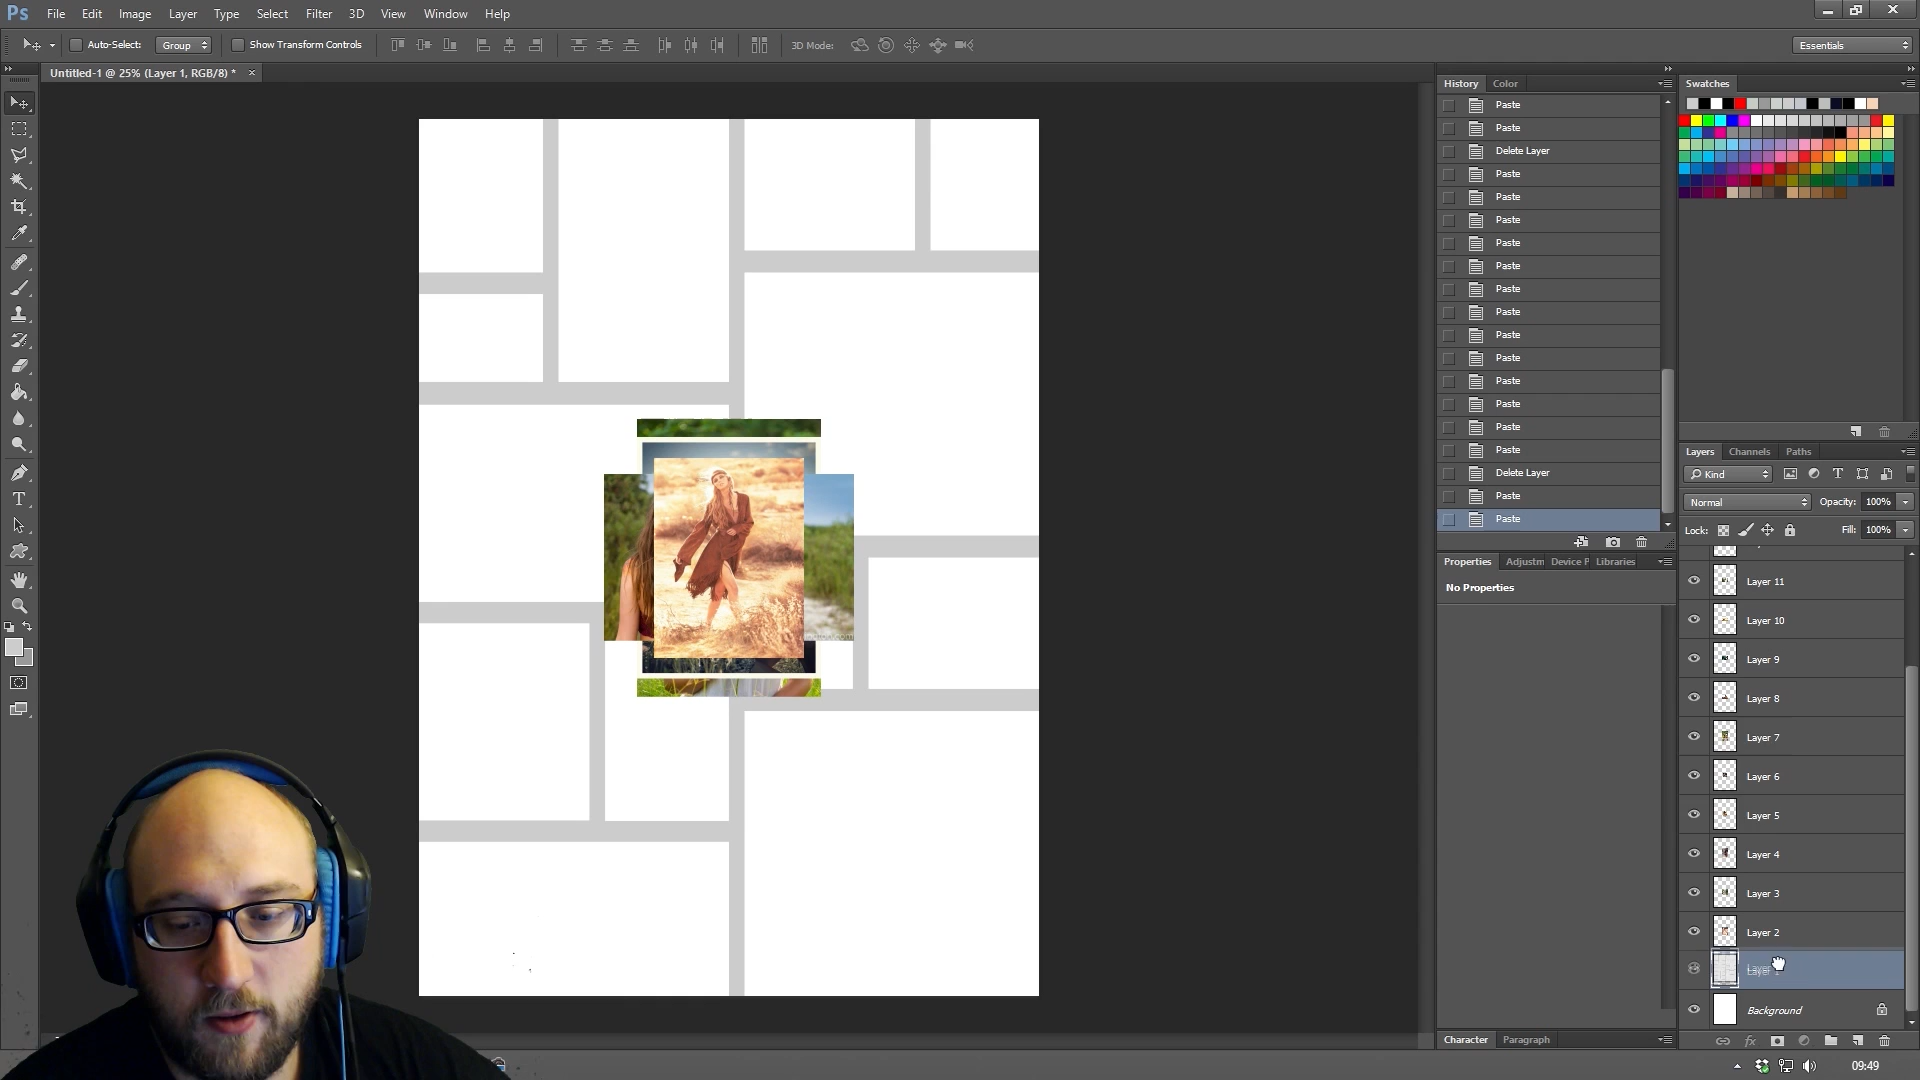 Ps File Edit Image Layer Type Select Filter 3D View Window Help
Auto-Select: Group Show Transform Controls 3D Mode: Essentials
Untitled-1 @ 25% (Layer 1, RGB/8) * ×
History Color
Paste
Paste
Delete Layer
Paste
Paste
Paste
Paste
Paste
Paste
Paste
Paste
Paste
Paste
Paste
Paste
Paste
Delete Layer
Paste
Paste
Properties Adjustm Device P Libraries
No Properties
Character Paragraph
Swatches
Layers Channels Paths
Kind
Normal Opacity: 100%
Lock: Fill: 100%
Layer 11
Layer 10
Layer 9
Layer 8
Layer 7
Layer 6
Layer 5
Layer 4
Layer 3
Layer 2
Layer
Background
09:49